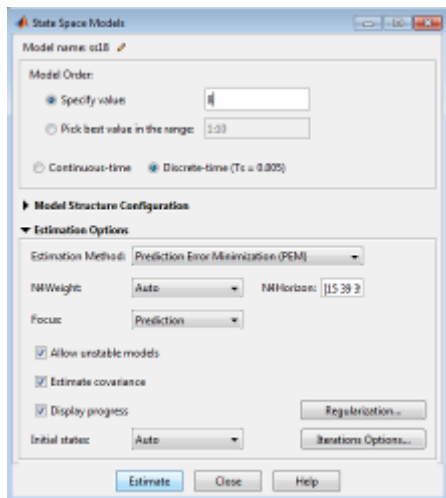 State Space Models
Model name: ss18
Model Order:
Specify value: 8
Pick best value in the range: 1:10
Continuous-time Discrete-time (Ts = 0.005)
Model Structure Configuration
Estimation Options
Estimation Method: Prediction Error Minimization (PEM)
N4Weight: Auto N4Horizon: [15 39 3
Focus: Prediction
Allow unstable models
Estimate covariance
Display progress Regularization...
Initial states: Auto Iterations Options...
Estimate Close Help